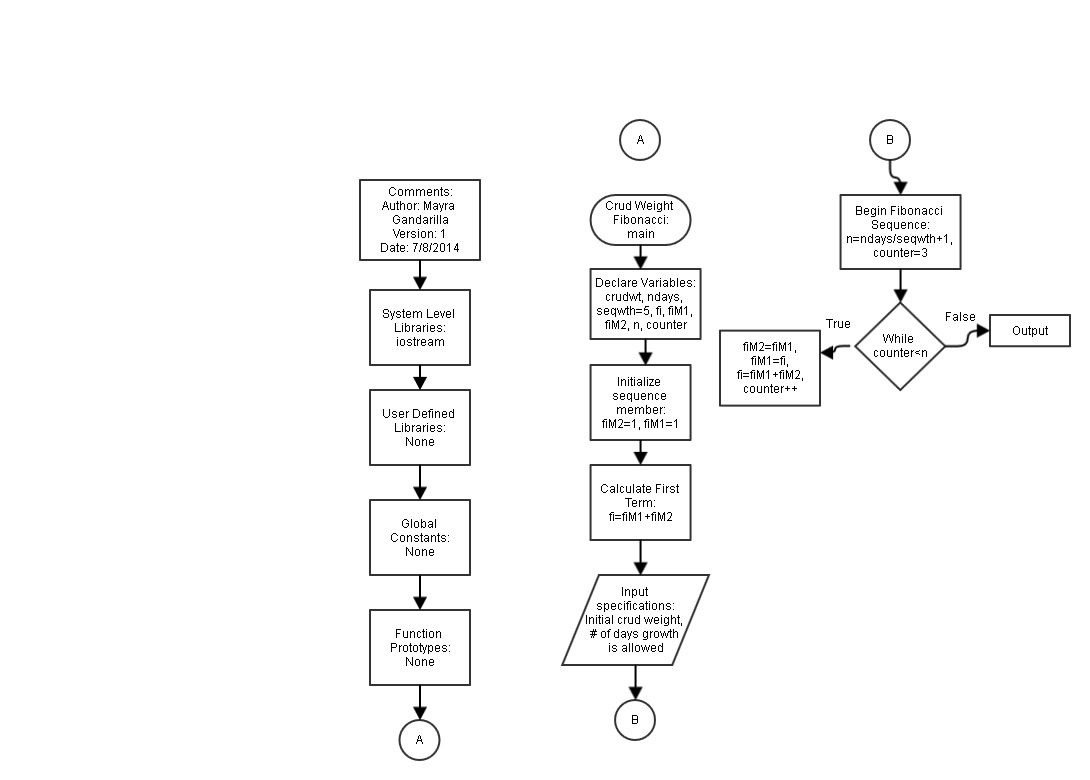 Comments:
Author: Mayra
Gandarilla
Version: 1
Date: 7/8/2014
System Level
Libraries:
iostream
User Defined
Libraries:
None
Global
Constants:
None
Function
Prototypes:
None
A
A
Crud Weight
Fibonacci:
main
Declare Variables:
crudwt, ndays,
seqwth=5, fi, fiM1,
fiM2, n, counter
Initialize
sequence
member:
fiM2=1, fiM1=1
Calculate First
Term:
fi=fiM1+fiM2
Input
specifications:
Initial crud weight,
# of days growth
is allowed
B
B
Begin Fibonacci
Sequence:
n=ndays/seqwth+1,
counter=3
While
counter<n
True
fiM2=fiM1,
fiM1=fi,
fi=fiM1+fiM2,
counter++
False
Output